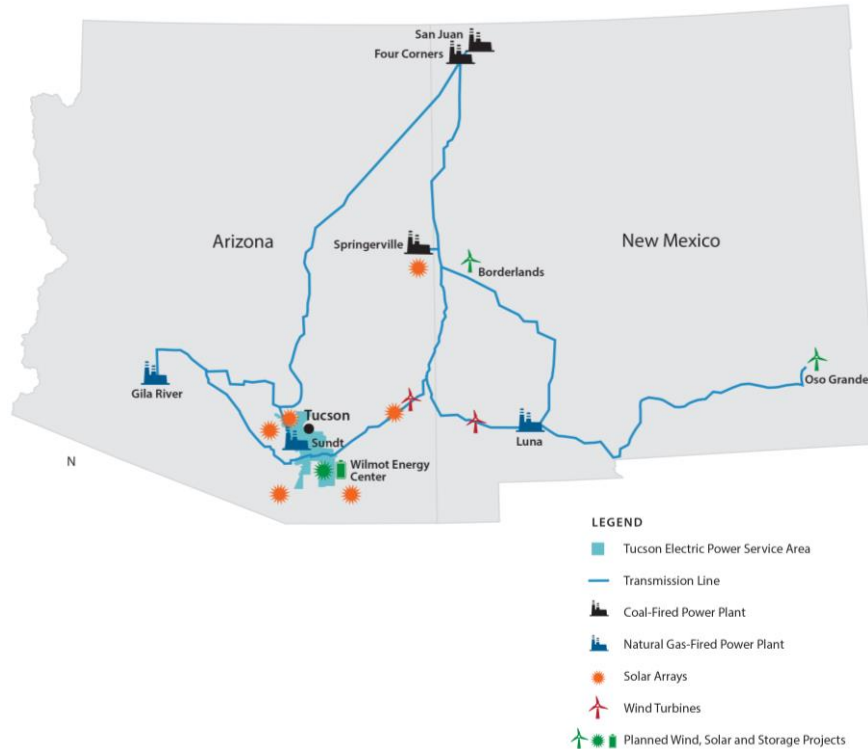 San Juan
Four Corners
Arizona
New Mexico
Springerville
Borderlands
Gila River
Oso Grande
Tucson
Sundt
Luna
N
Wilmot Energy
Center
LEGEND
Tucson Electric Power Service Area
Transmission Line
Coal-Fired Power Plant
Natural Gas-Fired Power Plant
Solar Arrays
Wind Turbines
Planned Wind, Solar and Storage Projects